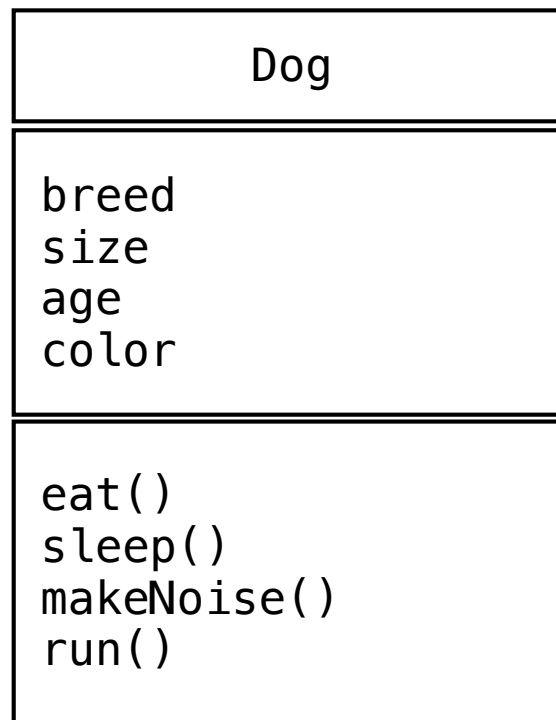 Dog
breed
size
age
color
eat()
sleep()
makeNoise()
run()